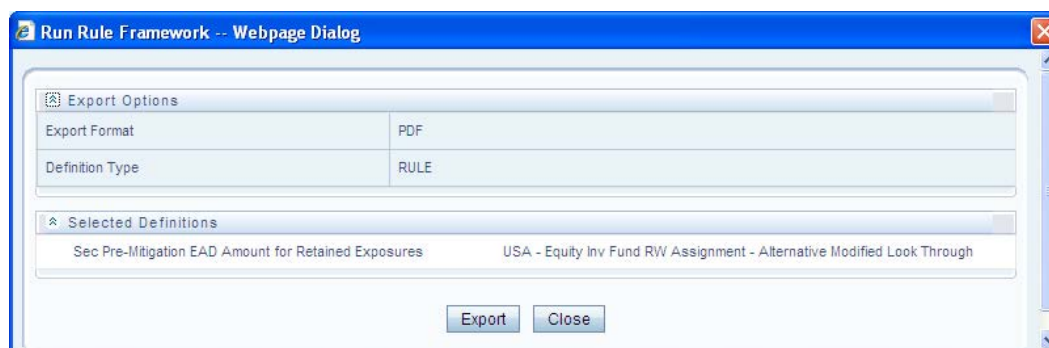 Run Rule Framework -- Webpage Dialog
Export Options
Export Format PDF
Definition Type RULE
Selected Definitions
Sec Pre-Mitigation EAD Amount for Retained Exposures USA - Equity Inv Fund RW Assignment - Alternative Modified Look Through
Export Close